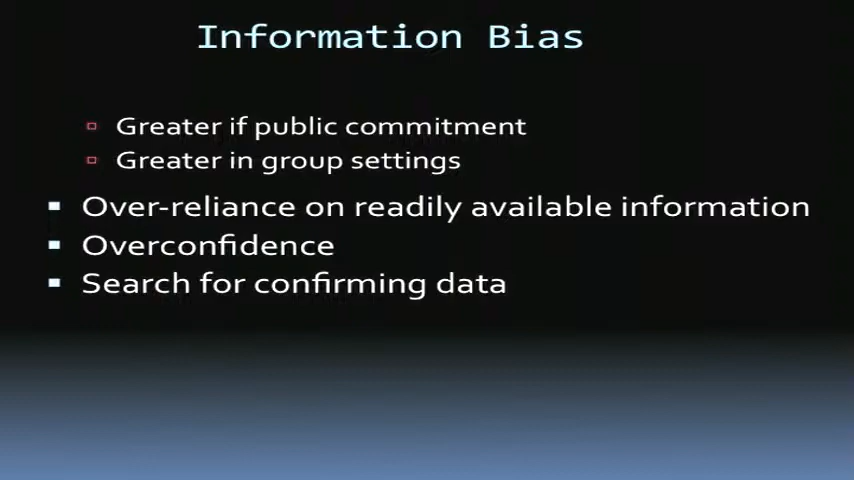 Information Bias
Greater if public commitment
Greater in group settings
Over-reliance on readily available information
Overconfidence
Search for confirming data